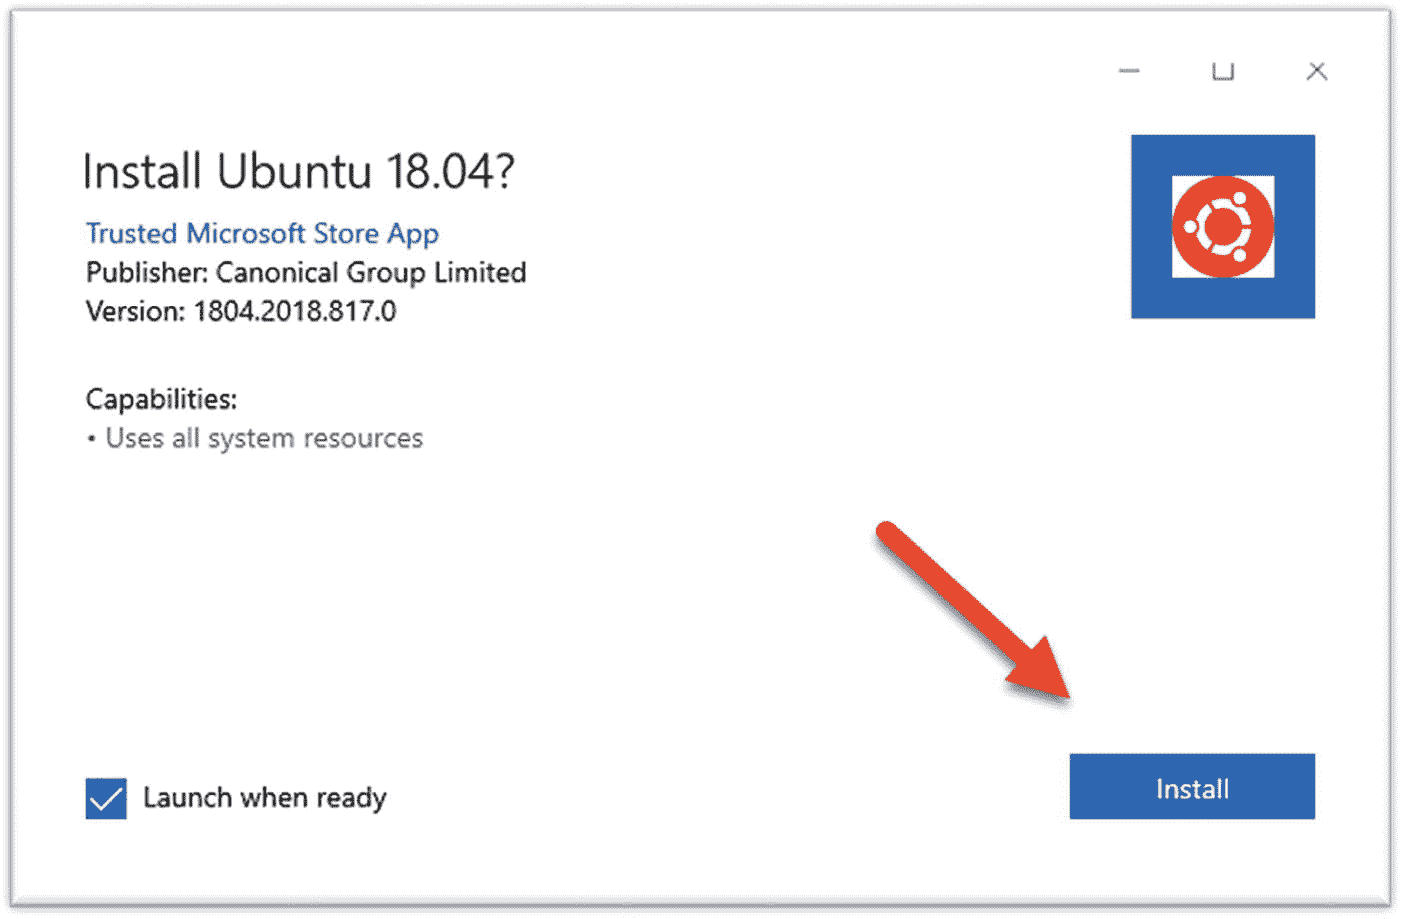 Install Ubuntu 18.04?
Trusted Microsoft Store App
Publisher: Canonical Group Limited
Version: 1804.2018.817.0
Capabilities:
• Uses all system resources
Launch when ready
Install